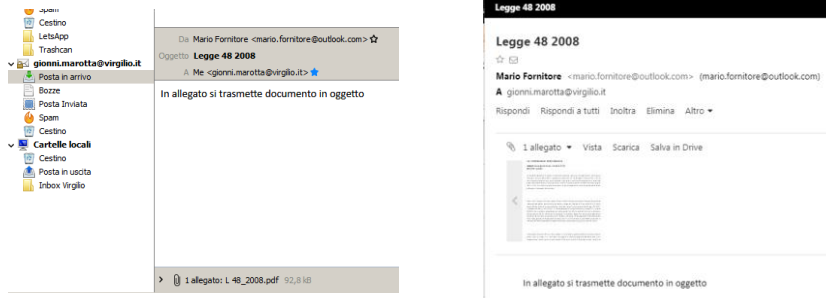 Spam
Cestino
LetsApp
Trashcan
gionni.marotta@virgilio.it
Posta in arrivo
Bozze
Posta Inviata
Spam
Cestino
Cartelle locali
Cestino
Posta in uscita
Inbox Virgilio
Da Mario Fornitore <mario.fornitore@outlook.com>
Oggetto Legge 48 2008
A Me <gionni.marotta@virgilio.it>
In allegato si trasmette documento in oggetto
1 allegato: L 48_2008.pdf 92,8 kB
Legge 48 2008
Legge 48 2008
Mario Fornitore <mario.fornitore@outlook.com> (mario.fornitore@outlook.com)
A gionni.marotta@virgilio.it
Rispondi Rispondi a tutti Inoltra Elimina Altro
1 allegato Vista Scarica Salva in Drive
In allegato si trasmette documento in oggetto